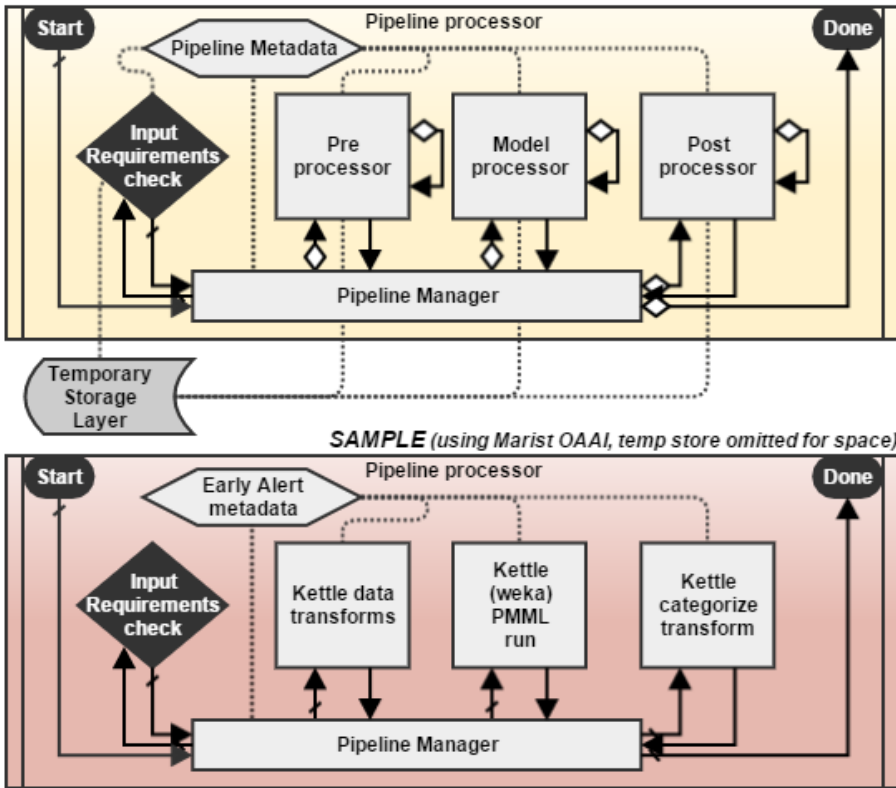 Pipeline processor
Start
Done
Pipeline Metadata
Input
Requirements
check
Pre
processor
Model
processor
Post
processor
Pipeline Manager
Temporary
Storage
Layer
SAMPLE (using Marist OAAI, temp store omitted for space)
Pipeline processor
Start
Done
Early Alert
metadata
Input
Requirements
check
Kettle data
transforms
Kettle
(weka)
PMML
run
Kettle
categorize
transform
Pipeline Manager